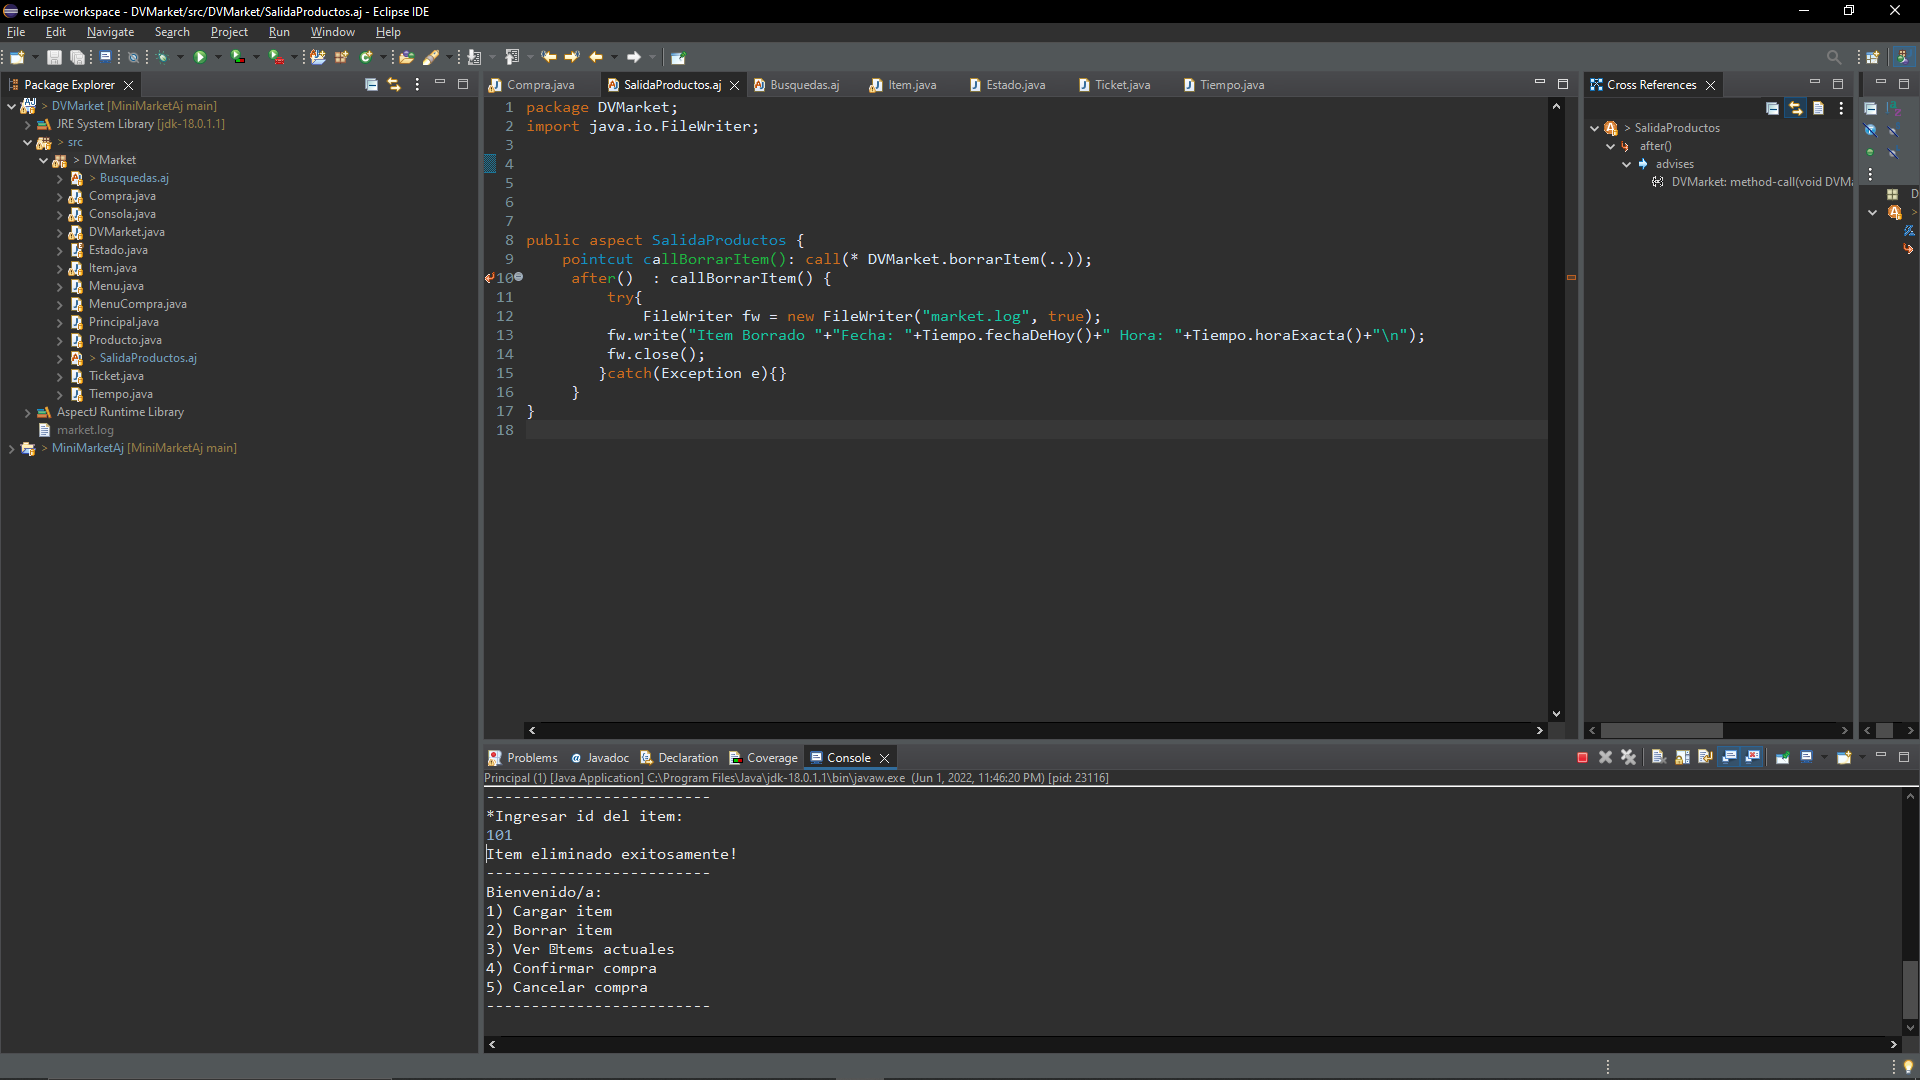 eclipse-workspace - DVMarket/src/DVMarket/SalidaProductos.aj - Eclipse IDE
File Edit Navigate Search Project Run Window Help
Package Explorer
> DVMarket [MiniMarketAj main]
JRE System Library [jdk-18.0.1.1]
> src
> DVMarket
> Busquedas.aj
Compra.java
Consola.java
DVMarket.java
Estado.java
Item.java
Menu.java
MenuCompra.java
Principal.java
Producto.java
> SalidaProductos.aj
Ticket.java
Tiempo.java
AspectJ Runtime Library
market.log
> MiniMarketAj [MiniMarketAj main]
Compra.java SalidaProductos.aj Busquedas.aj Item.java Estado.java Ticket.java Tiempo.java
1 package DVMarket;
2 import java.io.FileWriter;
3
4
5
6
7
8 public aspect SalidaProductos {
9 pointcut callBorrarItem(): call(* DVMarket.borrarItem(..));
10 after()  : callBorrarItem() {
11 try{
12 FileWriter fw = new FileWriter("market.log", true);
13 fw.write("Item Borrado "+"Fecha: "+Tiempo.fechaDeHoy()+" Hora: "+Tiempo.horaExacta()+"\n");
14 fw.close();
15 }catch(Exception e){}
16 }
17 }
18
Cross References
> SalidaProductos
after()
advises
DVMarket: method-call(void DVMa
D
>
Problems Javadoc Declaration Coverage Console
Principal (1) [Java Application] C:\Program Files\Java\jdk-18.0.1.1\bin\javaw.exe (Jun 1, 2022, 11:46:20 PM) [pid: 23116]
-------------------------
*Ingresar id del item:
101
Item eliminado exitosamente!
-------------------------
Bienvenido/a:
1) Cargar item
2) Borrar item
3) Ver �tems actuales
4) Confirmar compra
5) Cancelar compra
-------------------------